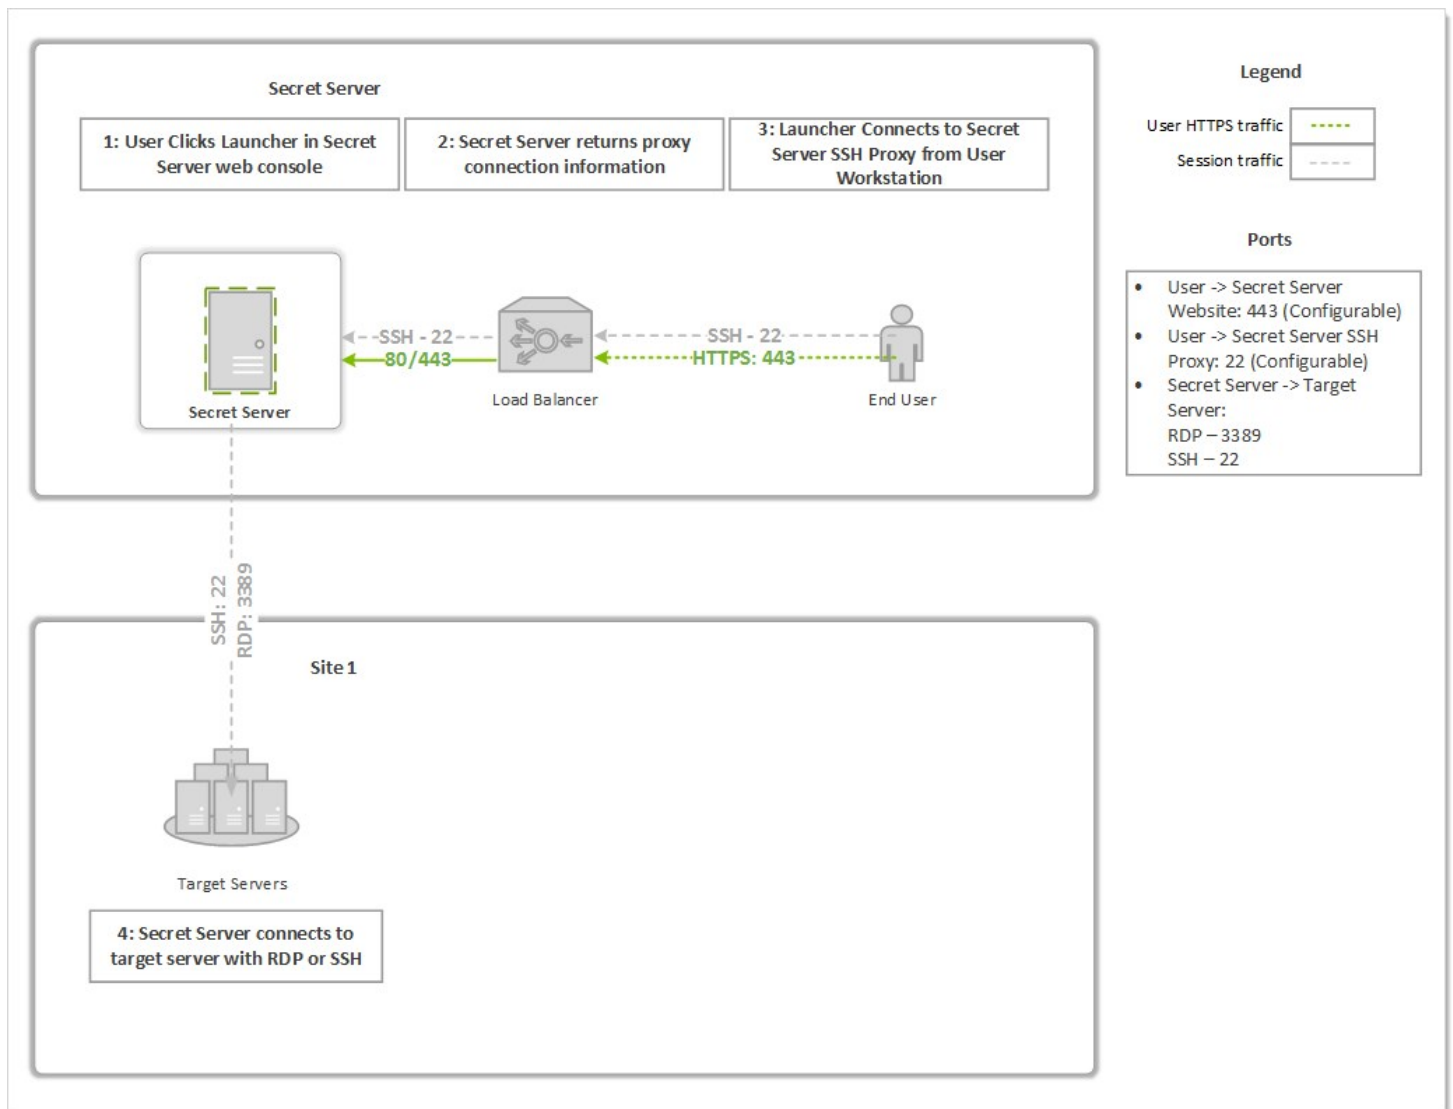 Secret Server
1: User Clicks Launcher in Secret
Server web console
2: Secret Server returns proxy
connection information
3: Launcher Connects to Secret
Server SSH Proxy from User
Workstation
Legend
User HTTPS traffic
Session traffic
Ports
• User -> Secret Server
Website: 443 (Configurable)
• User -> Secret Server SSH
Proxy: 22 (Configurable)
• Secret Server -> Target
Server:
RDP – 3389
SSH – 22
SSH - 22
80/443
SSH - 22
HTTPS: 443
Secret Server
Load Balancer
End User
SSH: 22
RDP: 3389
Site 1
Target Servers
4: Secret Server connects to
target server with RDP or SSH